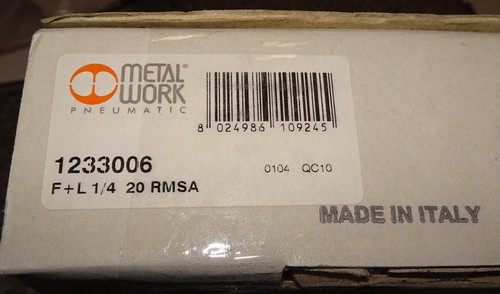 METAL®
WORK
PNEUMATIC
8 024986 109245
1233006
0104 QC10
F+L 1/4 20 RMSA
MADE IN ITALY